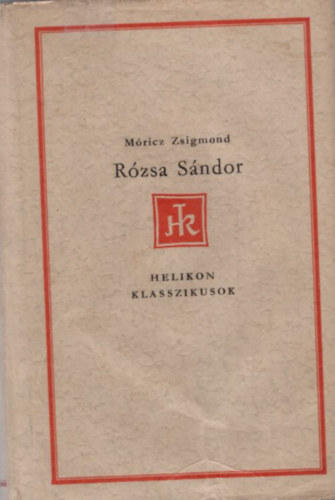 Móricz Zsigmond
Rózsa Sándor
HK
HELIKON
KLASSZIKUSOK